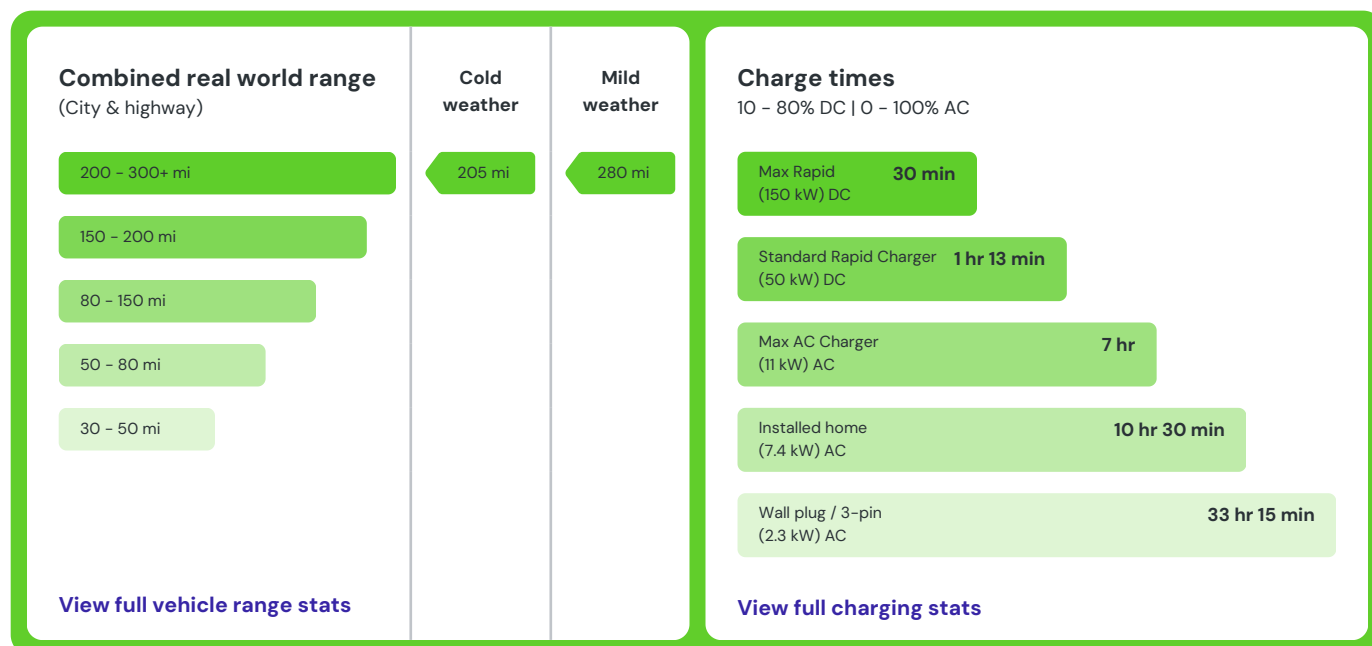 Combined real world range
(City & highway)
Cold
weather
Mild
weather
200 - 300+ mi
205 mi
280 mi
150 - 200 mi
80 - 150 mi
50 - 80 mi
30 - 50 mi
View full vehicle range stats
Charge times
10 - 80% DC | 0 - 100% AC
Max Rapid
(150 kW) DC
30 min
Standard Rapid Charger
(50 kW) DC
1 hr 13 min
Max AC Charger
(11 kW) AC
7 hr
Installed home
(7.4 kW) AC
10 hr 30 min
Wall plug / 3-pin
(2.3 kW) AC
33 hr 15 min
View full charging stats